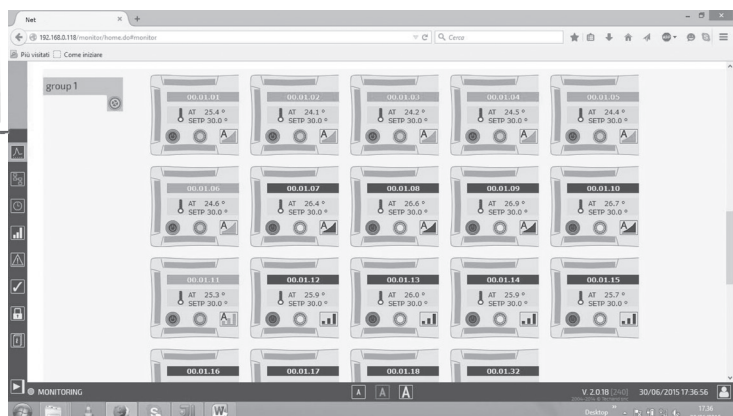 Net × +
192.168.0.118/monitor/home.do#monitor
Cerca
ABP
Più visitati Come iniziare
group 1
00.01.01 00.01.02 00.01.03 00.01.04 00.01.05
AT 25.4 ° AT 24.1 ° AT 24.2 ° AT 24.5 ° AT 24.4 °
SETP 30.0 ° SETP 30.0 ° SETP 30.0 ° SETP 30.0 ° SETP 30.0 °
A A A A A
00.01.06 00.01.07 00.01.08 00.01.09 00.01.10
AT 24.6 ° AT 26.4 ° AT 26.6 ° AT 26.9 ° AT 26.7 °
SETP 30.0 ° SETP 30.0 ° SETP 30.0 ° SETP 30.0 ° SETP 30.0 °
A A A A A
00.01.11 00.01.12 00.01.13 00.01.14 00.01.15
AT 25.3 ° AT 25.9 ° AT 26.0 ° AT 25.9 ° AT 25.7 °
SETP 30.0 ° SETP 30.0 ° SETP 30.0 ° SETP 30.0 ° SETP 30.0 °
A
00.01.16 00.01.17 00.01.18 00.01.32
MONITORING A A A V. 2.0.18 [240] 30/06/2015 17:36:56
Desktop 17.36